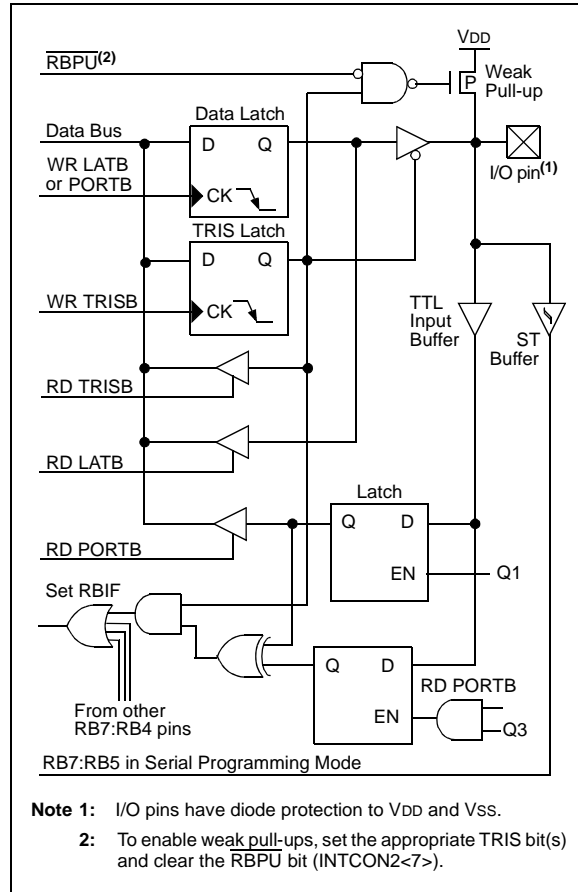 VDD
RBPU(2)
P
Weak
Pull-up
Data Latch
Data Bus
D Q
WR LATB
or PORTB
CK
I/O pin(1)
TRIS Latch
D Q
WR TRISB
CK
TTL
Input
Buffer
ST
Buffer
RD TRISB
RD LATB
Latch
Q D
RD PORTB
EN
Q1
Set RBIF
Q D
RD PORTB
EN
Q3
From other
RB7:RB4 pins
RB7:RB5 in Serial Programming Mode
Note 1: I/O pins have diode protection to VDD and VSS.
2: To enable weak pull-ups, set the appropriate TRIS bit(s)
and clear the RBPU bit (INTCON2<7>).